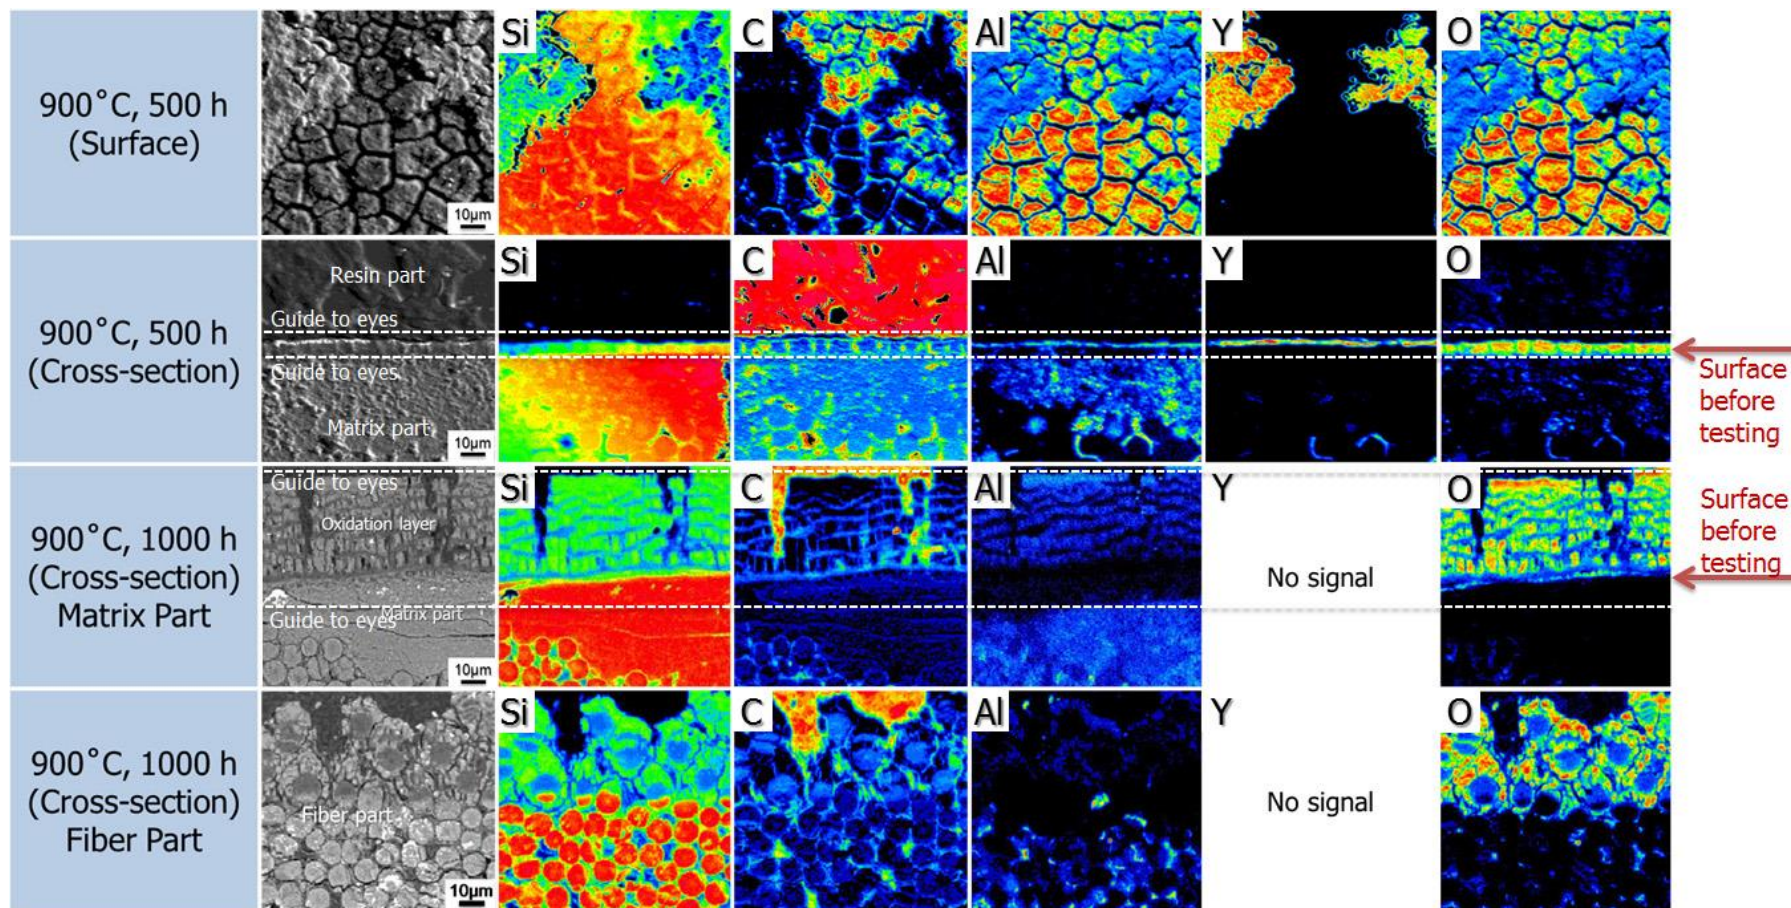 900°C, 500 h
(Surface)
10μm
Si
C
Al
Y
O
900°C, 500 h
(Cross-section)
Resin part
Guide to eyes
Guide to eyes
Matrix part
10μm
Si
C
Al
Y
O
Surface
before
testing
900°C, 1000 h
(Cross-section)
Matrix Part
Guide to eyes
Oxidation layer
Matrix part
Guide to eyes
10μm
Si
C
Al
Y
No signal
O
Surface
before
testing
900°C, 1000 h
(Cross-section)
Fiber Part
Fiber part
10μm
Si
C
Al
Y
No signal
O